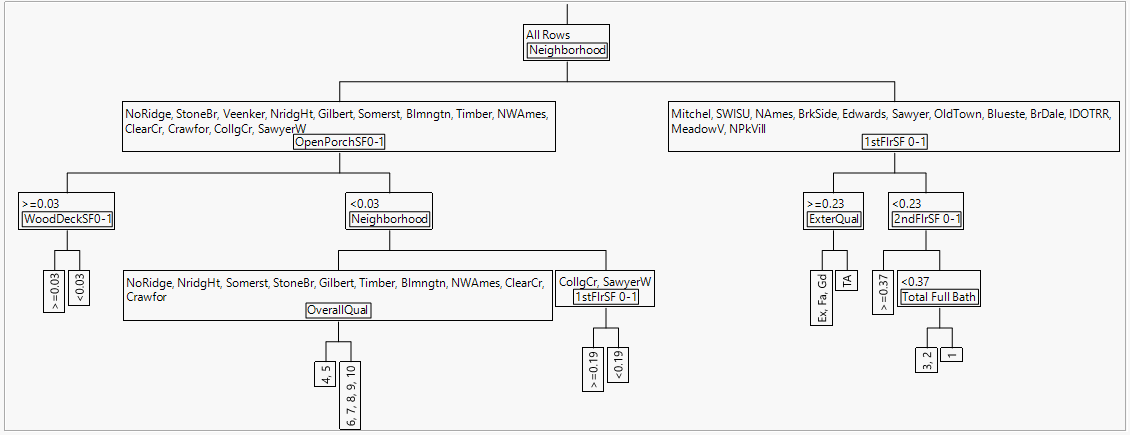 All Rows
Neighborhood
NoRidge, StoneBr, Veenker, NridgHt, Gilbert, Somerst, Blmngtn, Timber, NWAmes,
ClearCr, Crawfor, CollgCr, SawyerW
OpenPorchSF0-1
Mitchel, SWISU, NAmes, BrkSide, Edwards, Sawyer, OldTown, Blueste, BrDale, IDOTRR,
MeadowV, NPkVill
1stFlrSF 0-1
>=0.03
WoodDeckSF0-1
<0.03
Neighborhood
>=0.23
ExterQual
<0.23
2ndFlrSF 0-1
>=0.03
<0.03
NoRidge, NridgHt, Somerst, StoneBr, Gilbert, Timber, Blmngtn, NWAmes, ClearCr,
Crawfor
OverallQual
CollgCr, SawyerW
1stFlrSF 0-1
Ex, Fa, Gd
TA
>=0.37
<0.37
Total Full Bath
4, 5
6, 7, 8, 9, 10
>=0.19
<0.19
3, 2
1